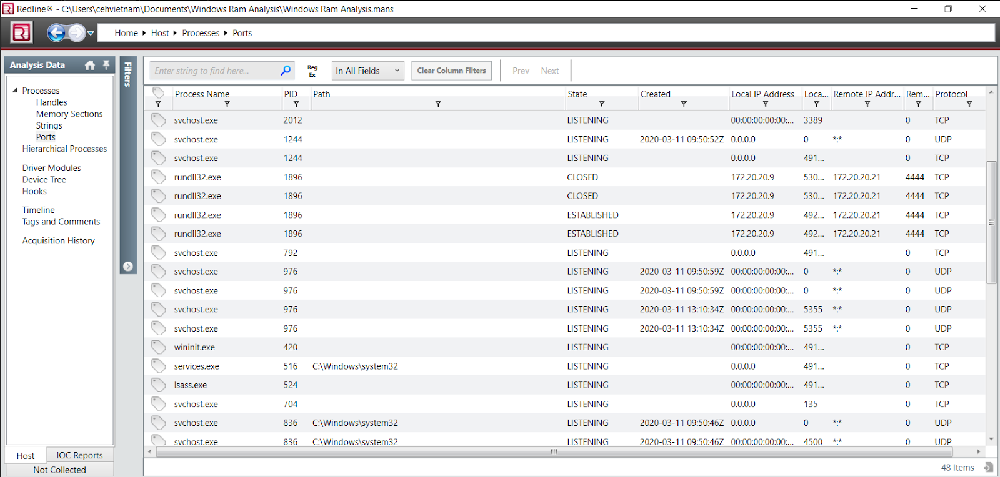 Redline® - C:\Users\cehvietnam\Documents\Windows Ram Analysis\Windows Ram Analysis.mans
R
Home Host Processes Ports
Analysis Data
Processes
Handles
Memory Sections
Strings
Ports
Hierarchical Processes
Driver Modules
Device Tree
Hooks
Timeline
Tags and Comments
Acquisition History
Host IOC Reports
Not Collected
Filters
Enter string to find here... Reg Ex In All Fields Clear Column Filters Prev Next
Process Name PID Path State Created Local IP Address Loca... Remote IP Addr... Rem... Protocol
svchost.exe 2012 LISTENING 00:00:00:00:00:... 3389 0 TCP
svchost.exe 1244 LISTENING 2020-03-11 09:50:52Z 0.0.0.0 0 *:* 0 UDP
svchost.exe 1244 LISTENING 0.0.0.0 491... 0 TCP
rundll32.exe 1896 CLOSED 172.20.20.9 530... 172.20.20.21 4444 TCP
rundll32.exe 1896 CLOSED 172.20.20.9 530... 172.20.20.21 4444 TCP
rundll32.exe 1896 ESTABLISHED 172.20.20.9 492... 172.20.20.21 4444 TCP
rundll32.exe 1896 ESTABLISHED 172.20.20.9 492... 172.20.20.21 4444 TCP
svchost.exe 792 LISTENING 0.0.0.0 491... 0 TCP
svchost.exe 976 LISTENING 2020-03-11 09:50:59Z 00:00:00:00:00:... 0 *:* 0 UDP
svchost.exe 976 LISTENING 2020-03-11 09:50:59Z 00:00:00:00:00:... 0 *:* 0 UDP
svchost.exe 976 LISTENING 2020-03-11 13:10:34Z 00:00:00:00:00:... 5355 *:* 0 UDP
svchost.exe 976 LISTENING 2020-03-11 13:10:34Z 00:00:00:00:00:... 5355 *:* 0 UDP
wininit.exe 420 LISTENING 00:00:00:00:00:... 491... 0 TCP
services.exe 516 C:\Windows\system32 LISTENING 0.0.0.0 491... 0 TCP
lsass.exe 524 LISTENING 00:00:00:00:00:... 491... 0 TCP
svchost.exe 704 LISTENING 0.0.0.0 135 0 TCP
svchost.exe 836 C:\Windows\system32 LISTENING 2020-03-11 09:50:46Z 0.0.0.0 0 *:* 0 UDP
svchost.exe 836 C:\Windows\system32 LISTENING 2020-03-11 09:50:46Z 00:00:00:00:00:... 4500 *:* 0 UDP
48 Items